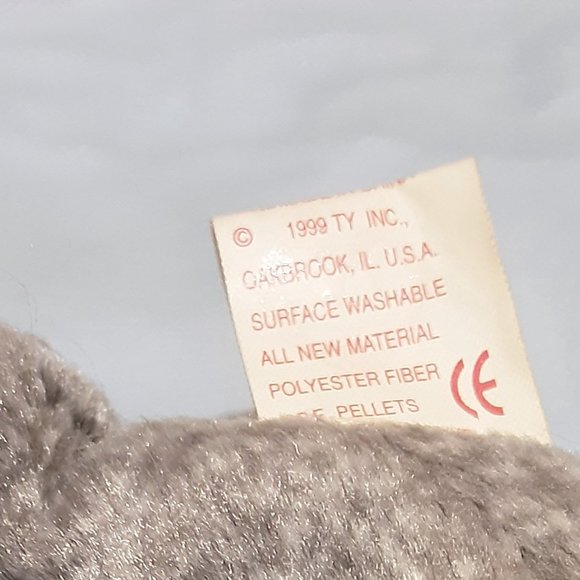 © 1999 TY INC.,
OAKBROOK, IL. U.S.A.
SURFACE WASHABLE
ALL NEW MATERIAL
POLYESTER FIBER
PELLETS
CE